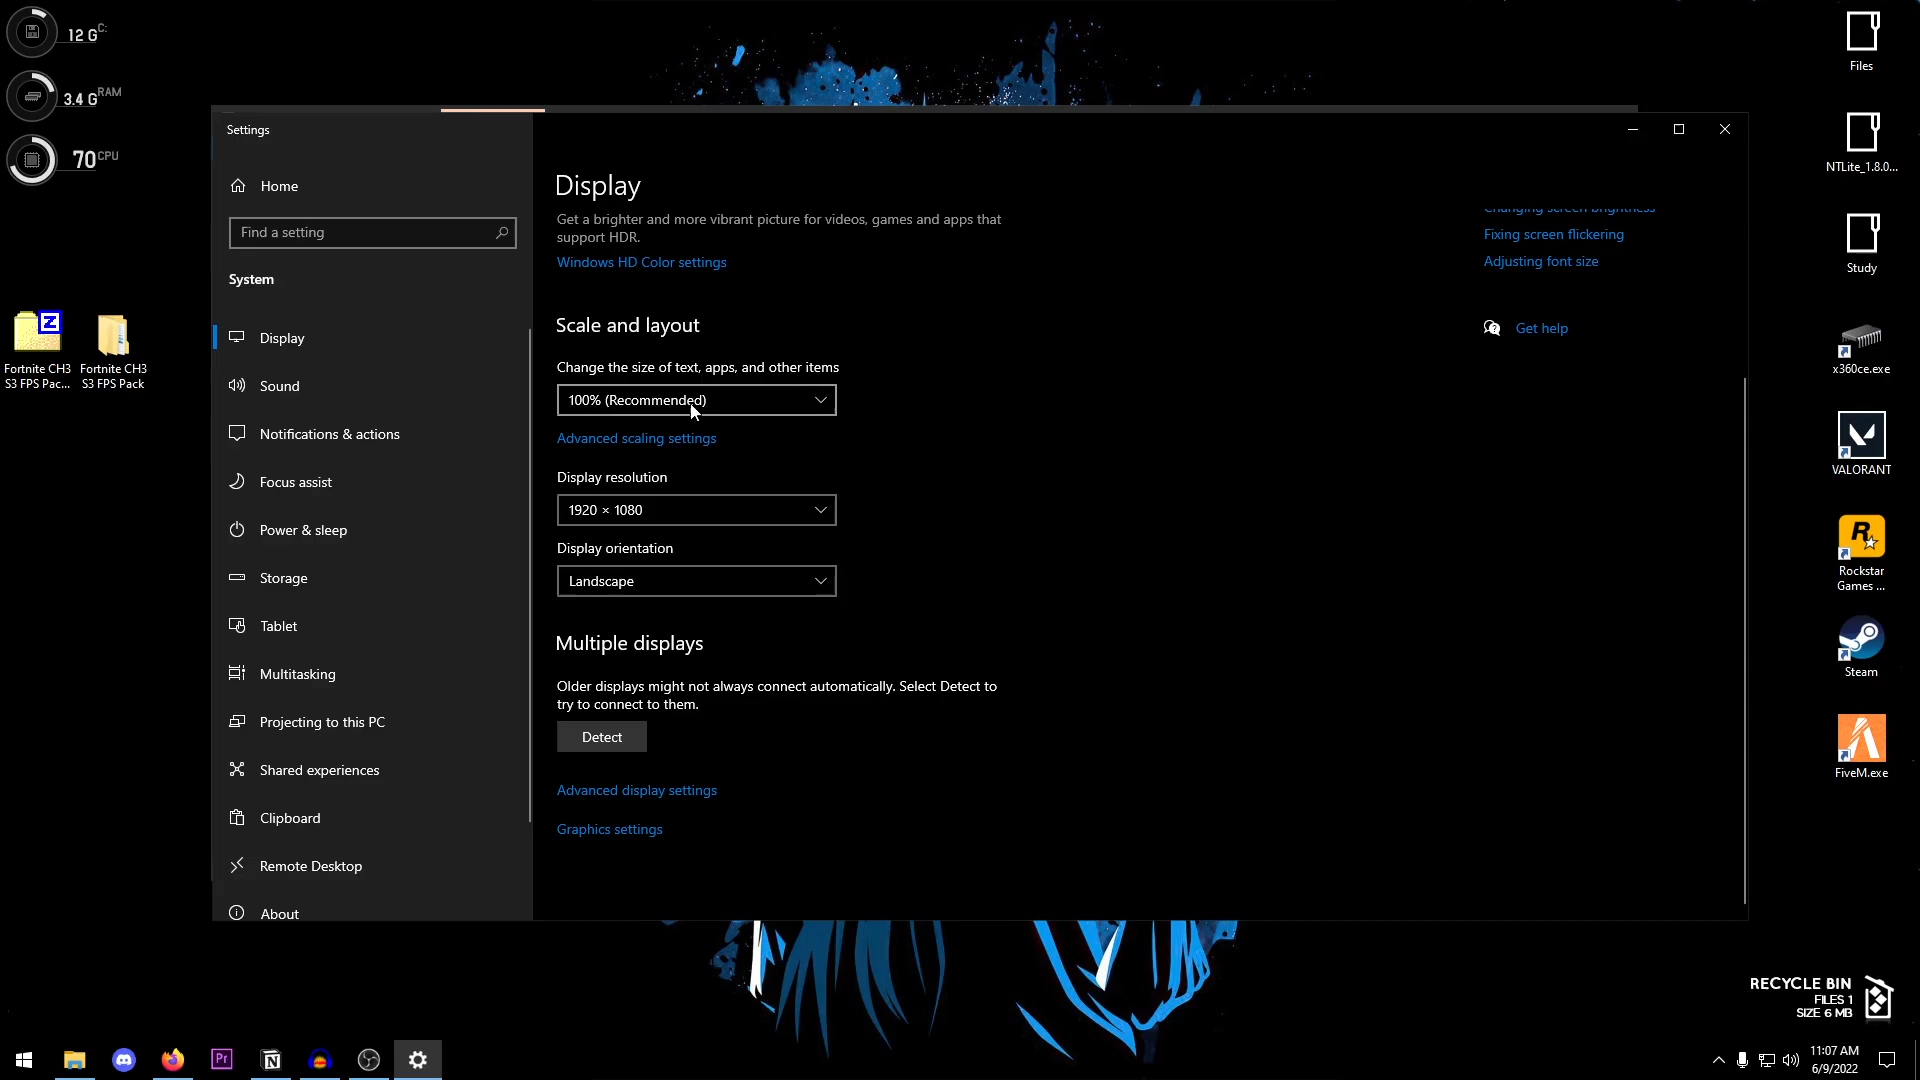 12 G C:
3.4 G RAM
70 CPU
Fortnite CH3
S3 FPS Pac...
Fortnite CH3
S3 FPS Pack
Settings
Home
Find a setting
System
Display
Sound
Notifications & actions
Focus assist
Power & sleep
Storage
Tablet
Multitasking
Projecting to this PC
Shared experiences
Clipboard
Remote Desktop
About
Display
Get a brighter and more vibrant picture for videos, games and apps that
support HDR.
Windows HD Color settings
Scale and layout
Change the size of text, apps, and other items
100% (Recommended)
Advanced scaling settings
Display resolution
1920 × 1080
Display orientation
Landscape
Multiple displays
Older displays might not always connect automatically. Select Detect to
try to connect to them.
Detect
Advanced display settings
Graphics settings
Changing screen brightness
Fixing screen flickering
Adjusting font size
Get help
Files
NTLite_1.8.0...
Study
x360ce.exe
VALORANT
R
Rockstar
Games ...
Steam
FiveM.exe
RECYCLE BIN
FILES 1
SIZE 6 MB
Pr
N
11:07 AM
6/9/2022